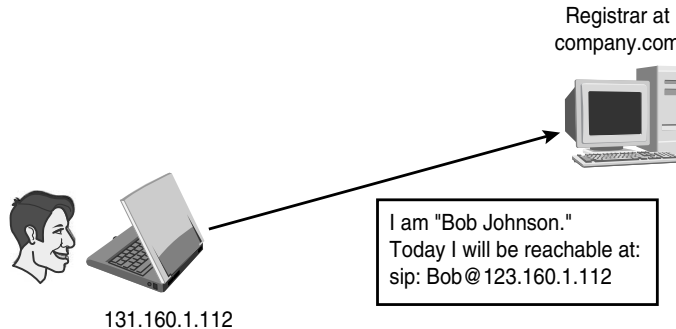 Registrar at
company.com
I am "Bob Johnson."
Today I will be reachable at:
sip: Bob@123.160.1.112
131.160.1.112